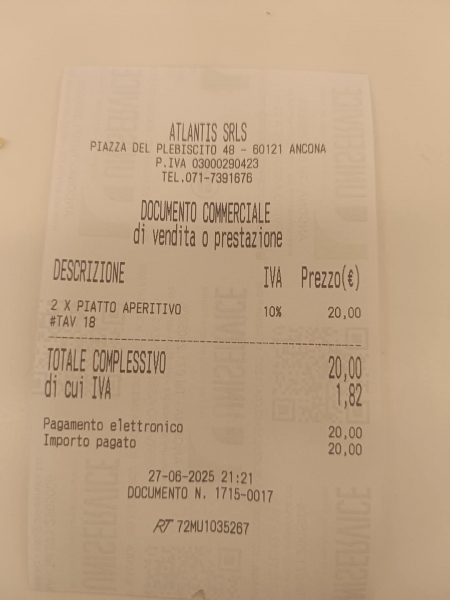 ATLANTIS SRLS
PIAZZA DEL PLEBISCITO 48 - 60121 ANCONA
P.IVA 03000290423
TEL.071-7391676
DOCUMENTO COMMERCIALE
di vendita o prestazione
DESCRIZIONE IVA Prezzo(€)
2 X PIATTO APERITIVO 10% 20,00
#TAV 18
TOTALE COMPLESSIVO 20,00
di cui IVA 1,82
Pagamento elettronico 20,00
Importo pagato 20,00
27-06-2025 21:21
DOCUMENTO N. 1715-0017
RT 72MU1035267